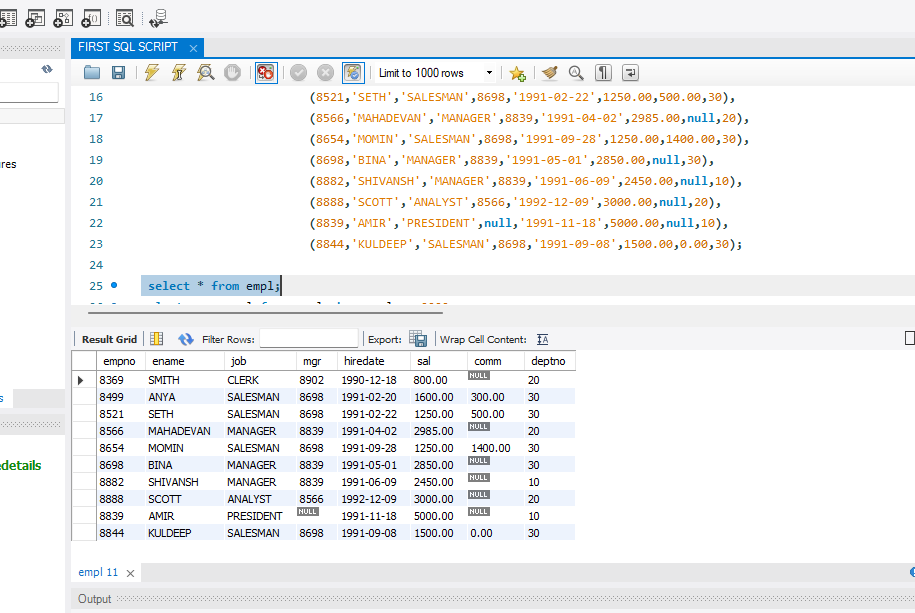 FIRST SQL SCRIPT
Limit to 1000 rows
16 (8521,'SETH','SALESMAN',8698,'1991-02-22',1250.00,500.00,30),
17 (8566,'MAHADEVAN','MANAGER',8839,'1991-04-02',2985.00,null,20),
18 (8654,'MOMIN','SALESMAN',8698,'1991-09-28',1250.00,1400.00,30),
19 (8698,'BINA','MANAGER',8839,'1991-05-01',2850.00,null,30),
20 (8882,'SHIVANSH','MANAGER',8839,'1991-06-09',2450.00,null,10),
21 (8888,'SCOTT','ANALYST',8566,'1992-12-09',3000.00,null,20),
22 (8839,'AMIR','PRESIDENT',null,'1991-11-18',5000.00,null,10),
23 (8844,'KULDEEP','SALESMAN',8698,'1991-09-08',1500.00,0.00,30);
24
25 select * from empl;
res
s
details
Result Grid Filter Rows: Export: Wrap Cell Content: IA
empno ename job mgr hiredate sal comm deptno
8369 SMITH CLERK 8902 1990-12-18 800.00 NULL 20
8499 ANYA SALESMAN 8698 1991-02-20 1600.00 300.00 30
8521 SETH SALESMAN 8698 1991-02-22 1250.00 500.00 30
8566 MAHADEVAN MANAGER 8839 1991-04-02 2985.00 NULL 20
8654 MOMIN SALESMAN 8698 1991-09-28 1250.00 1400.00 30
8698 BINA MANAGER 8839 1991-05-01 2850.00 NULL 30
8882 SHIVANSH MANAGER 8839 1991-06-09 2450.00 NULL 10
8888 SCOTT ANALYST 8566 1992-12-09 3000.00 NULL 20
8839 AMIR PRESIDENT NULL 1991-11-18 5000.00 NULL 10
8844 KULDEEP SALESMAN 8698 1991-09-08 1500.00 0.00 30
empl 11
Output